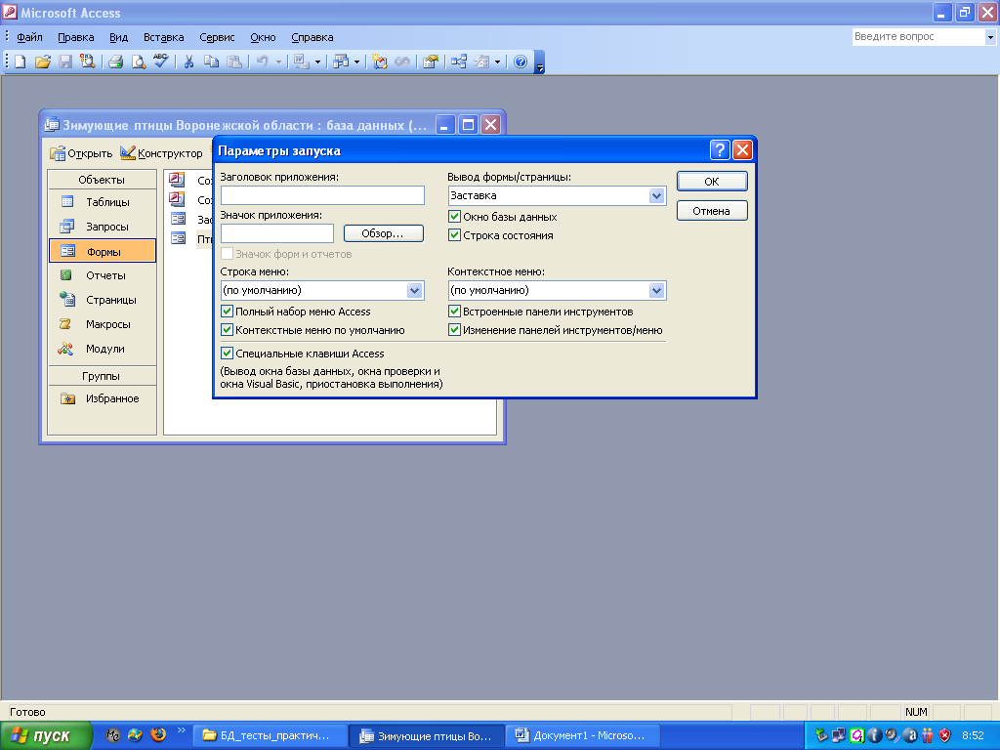 Microsoft Access
Файл Правка Вид Вставка Сервис Окно Справка
Введите вопрос
Зимующие птицы Воронежской области : база данных (...
Открыть Конструктор
Объекты
Таблицы
Запросы
Формы
Отчеты
Страницы
Макросы
Модули
Группы
Избранное
Параметры запуска
Заголовок приложения:
Значок приложения:
Обзор...
Значок форм и отчетов
Строка меню:
(по умолчанию)
Полный набор меню Access
Контекстные меню по умолчанию
Вывод формы/страницы:
Заставка
Окно базы данных
Строка состояния
Контекстное меню:
(по умолчанию)
Встроенные панели инструментов
Изменение панелей инструментов/меню
Специальные клавиши Access
(Вывод окна базы данных, окна проверки и
окна Visual Basic, приостановка выполнения)
ОК
Отмена
Готово
NUM
пуск
БД_тесты_практич...
Зимующие птицы Во...
Документ1 - Microso...
8:52